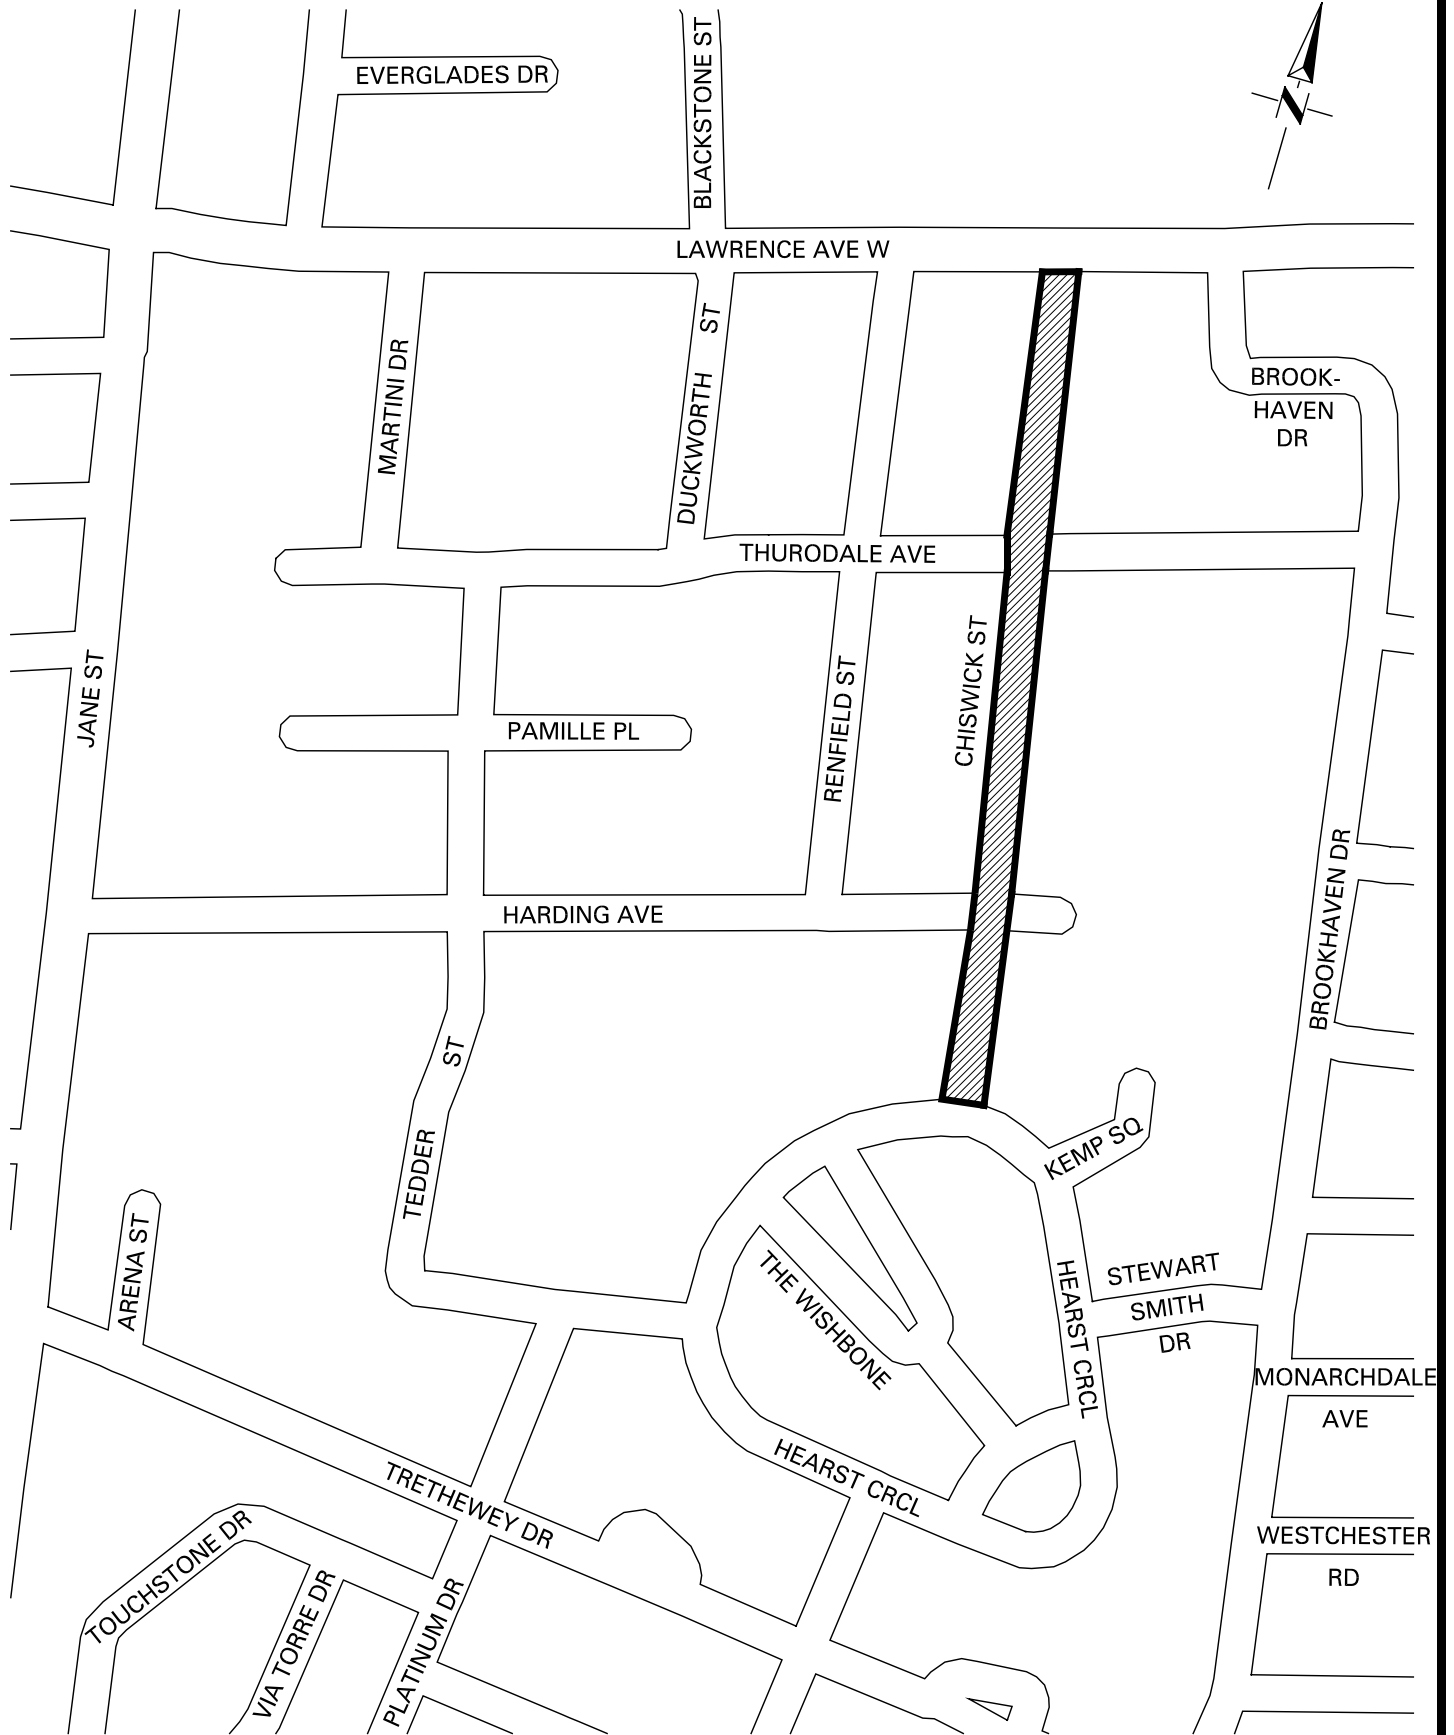 EVERGLADES DR
BLACKSTONE ST
N
LAWRENCE AVE W
MARTINI DR
DUCKWORTH ST
BROOK-
HAVEN
DR
THURODALE AVE
JANE ST
PAMILLE PL
RENFIELD ST
CHISWICK ST
HARDING AVE
BROOKHAVEN DR
TEDDER ST
KEMP SQ
ARENA ST
THE WISHBONE
HEARST CRCL
STEWART
SMITH
DR
MONARCHDALE
AVE
HEARST CRCL
TRETHEWEY DR
TOUCHSTONE DR
WESTCHESTER
RD
VIA TORRE DR
PLATINUM DR